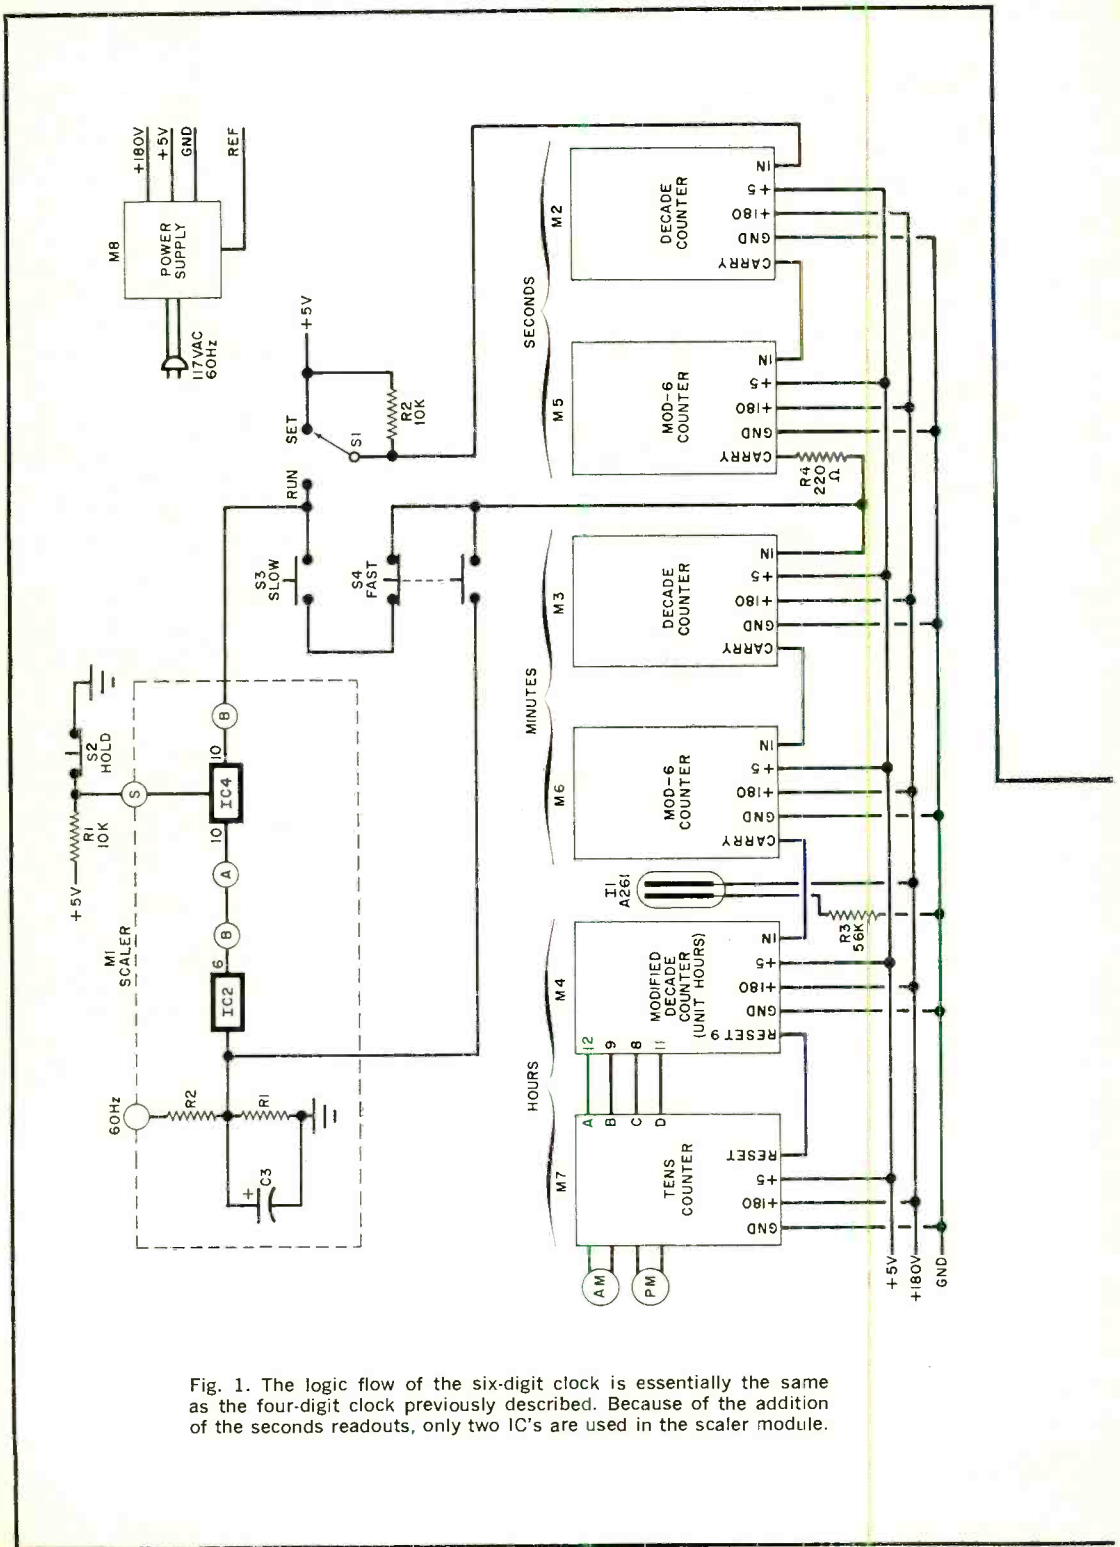 M8
POWER
SUPPLY
+180V
+5V
GND
REF
117VAC
60Hz
+5V
SET
S1
R2
10K
RUN
S3
SLOW
S4
FAST
+5V
R1
10K
S2
HOLD
M1
SCALER
S
60Hz
R2
R1
C3
+
IC2
6
B
A
10
IC4
10
B
HOURS
MINUTES
SECONDS
M7
TENS
COUNTER
A
B
C
D
RESET
+5
+180
GND
AM
PM
M4
MODIFIED
DECADE
COUNTER
(UNIT HOURS)
12
9
8
11
IN
+5
+180
GND
RESET 9
I1
A261
R3
56K
M6
MOD-6
COUNTER
IN
+5
+180
GND
CARRY
M3
DECADE
COUNTER
IN
+5
+180
GND
CARRY
R4
220
Ω
M5
MOD-6
COUNTER
IN
+5
+180
GND
CARRY
M2
DECADE
COUNTER
IN
+5
+180
GND
CARRY
+5V
+180V
GND
Fig. 1. The logic flow of the six-digit clock is essentially the same
as the four-digit clock previously described. Because of the addition
of the seconds readouts, only two IC's are used in the scaler module.